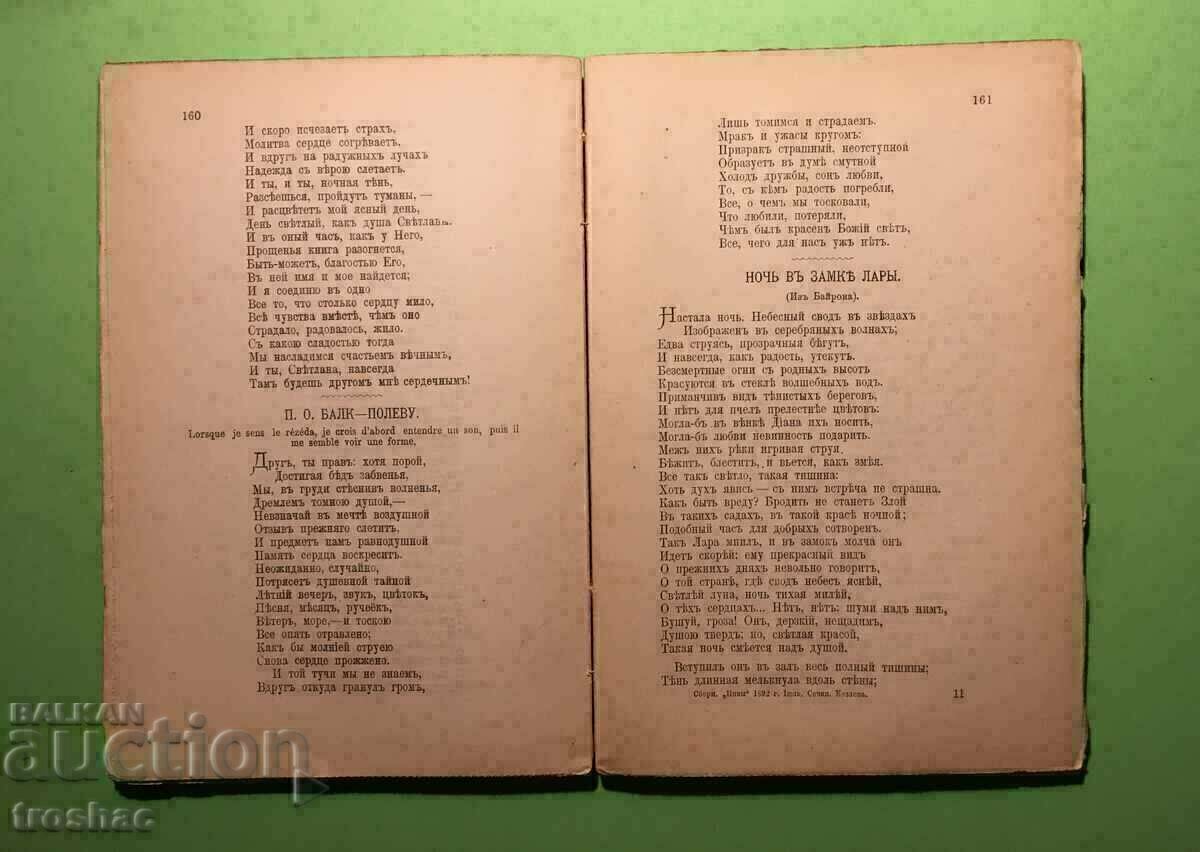 160
И скоро исчезаетъ страхъ,
Молитва сердце согрѣваетъ.
И вдругъ на радужныхъ лучахъ
Надежда съ вѣрою слетаетъ.
И ты, и ты, ночная тѣнь,
Разсѣешься, пройдутъ туманы, —
И расцвѣтетъ мой ясный день,
День свѣтлый, какъ душа Свѣтланы.
И въ оный часъ, какъ у Него,
Прощенья книга разогнется,
Быть-можетъ, благостью Его,
Въ ней имя и мое найдется;
И я соединю въ одно
Все то, что столько сердцу мило,
Всѣ чувства вмѣстѣ, чѣмъ оно
Страдало, радовалось, жило.
Съ какою сладостью тогда
Мы насладимся счастьемъ вѣчнымъ,
И ты, Свѣтлана, навсегда
Тамъ будешь другомъ мнѣ сердечнымъ!
П. О. БАЛК—ПОЛЕВУ.
Lorsque je sens le rézéda, je crois d'abord entendre un son, puis il
me semble voir une forme.
Другъ, ты правъ: хотя порой,
Достигая бѣдъ забвенья,
Мы, въ груди стѣснивъ волненья,
Дремлемъ томною душой,—
Невзначай въ мечтѣ воздушной
Отзывъ прежняго слетитъ,
И предметъ намъ равнодушной
Память сердца воскреситъ.
Неожиданно, случайно,
Потрясетъ душевной тайной
Лѣтній вечеръ, звукъ, цвѣтокъ,
Пѣсня, мѣсяцъ, ручеёкъ,
Вѣтеръ, море,—и тоскою
Все опять отравлено;
Какъ бы молніей струею
Снова сердце прожжено.
И той тучи мы не знаемъ,
Вдругъ откуда грянулъ громъ,
161
Лишь томимся и страдаемъ.
Мракъ и ужасы кругомъ:
Призракъ страшный, неотступной
Образуетъ въ думѣ смутной
Холодъ дружбы, сонъ любви,
То, съ кѣмъ радость погребли,
Все, о чемъ мы тосковали,
Что любили, потеряли,
Чѣмъ былъ красенъ Божій свѣтъ,
Все, чего для насъ ужъ нѣтъ.
НОЧЬ ВЪ ЗАМКѢ ЛАРЫ.
(Изъ Байрона).
Настала ночь. Небесный сводъ въ звѣздахъ
Изображенъ въ серебряныхъ волнахъ;
Едва струясь, прозрачныя бѣгутъ,
И навсегда, какъ радость, утекутъ.
Безсмертные огни съ родныхъ высотъ
Красуются въ стеклѣ волшебныхъ водъ.
Приманчивъ видъ тѣнистыхъ береговъ,
И нѣтъ для пчелъ прелестнѣе цвѣтовъ:
Могла-бъ въ вѣнкѣ Діана ихъ носить,
Могла-бъ любви невинность подарить.
Межъ нихъ рѣки игривая струя
Бѣжитъ, блеститъ, и вьется, какъ змѣя.
Все такъ свѣтло, такая тишина:
Хоть духъ явись — съ нимъ встрѣча не страшна.
Какъ быть вреду? Бродить не станетъ Злой
Въ такихъ садахъ, въ такой красѣ ночной;
Подобный часъ для добрыхъ сотворенъ.
Такъ Лара мнилъ, и въ замокъ молча онъ
Идетъ скорѣй: ему прекрасный видъ
О прежнихъ дняхъ невольно говоритъ,
О той странѣ, гдѣ сводъ небесъ яснѣй,
Свѣтлѣй луна, ночь тихая милѣй,
О тѣхъ сердцахъ... Нѣтъ, нѣтъ: шуми надъ нимъ,
Бушуй, гроза! Онъ, дерзкій, нещадимъ,
Душою твердъ; но, свѣтлая красой,
Такая ночь смѣется надъ душой.
Вступилъ онъ въ залъ весь полный тишины;
Тѣнь длинная мелькнула вдоль стѣны;
Сборн. „Нивы“ 1892 г. Іюль. Сочин. Козлова.
11
BALKAN
auction
troshac